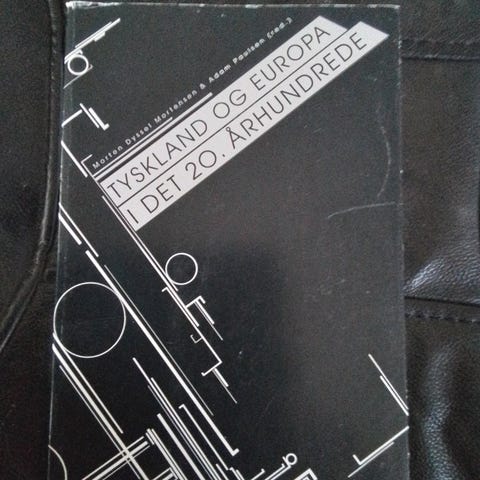 Morten Dyssel Mortensen & Adam Paulsen (red.)
TYSKLAND OG EUROPA
I DET 20. ÅRHUNDREDE